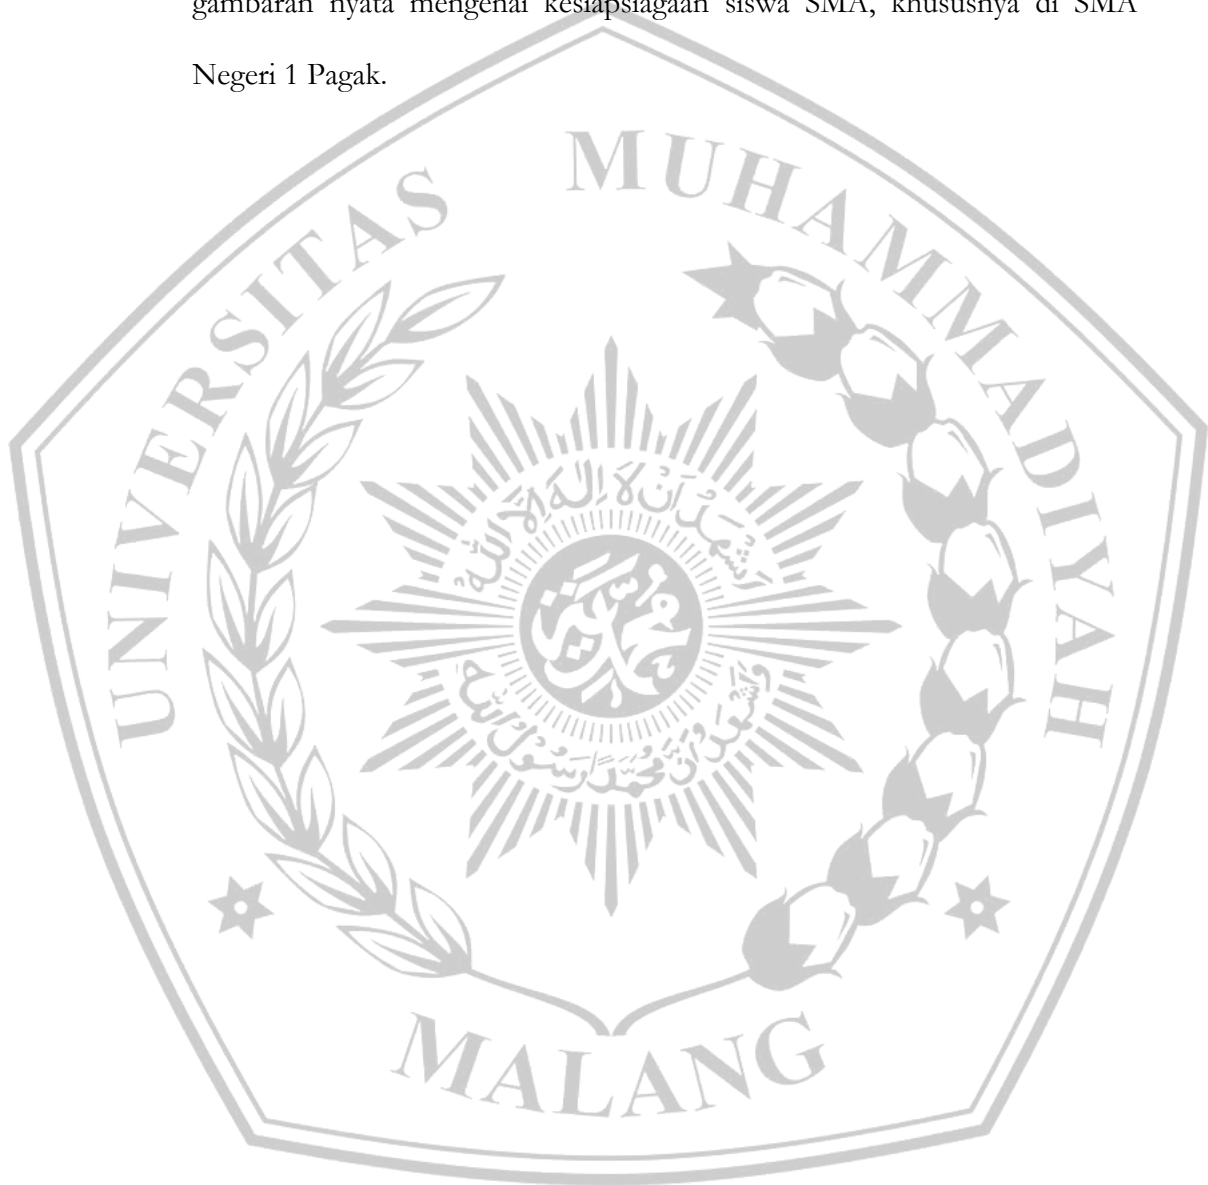 gambaran nyata mengenai kesiapsiagaan siswa SMA, khususnya di SMA
Negeri 1 Pagak.
UNIVERSITAS MUHAMMADIYAH
MALANG